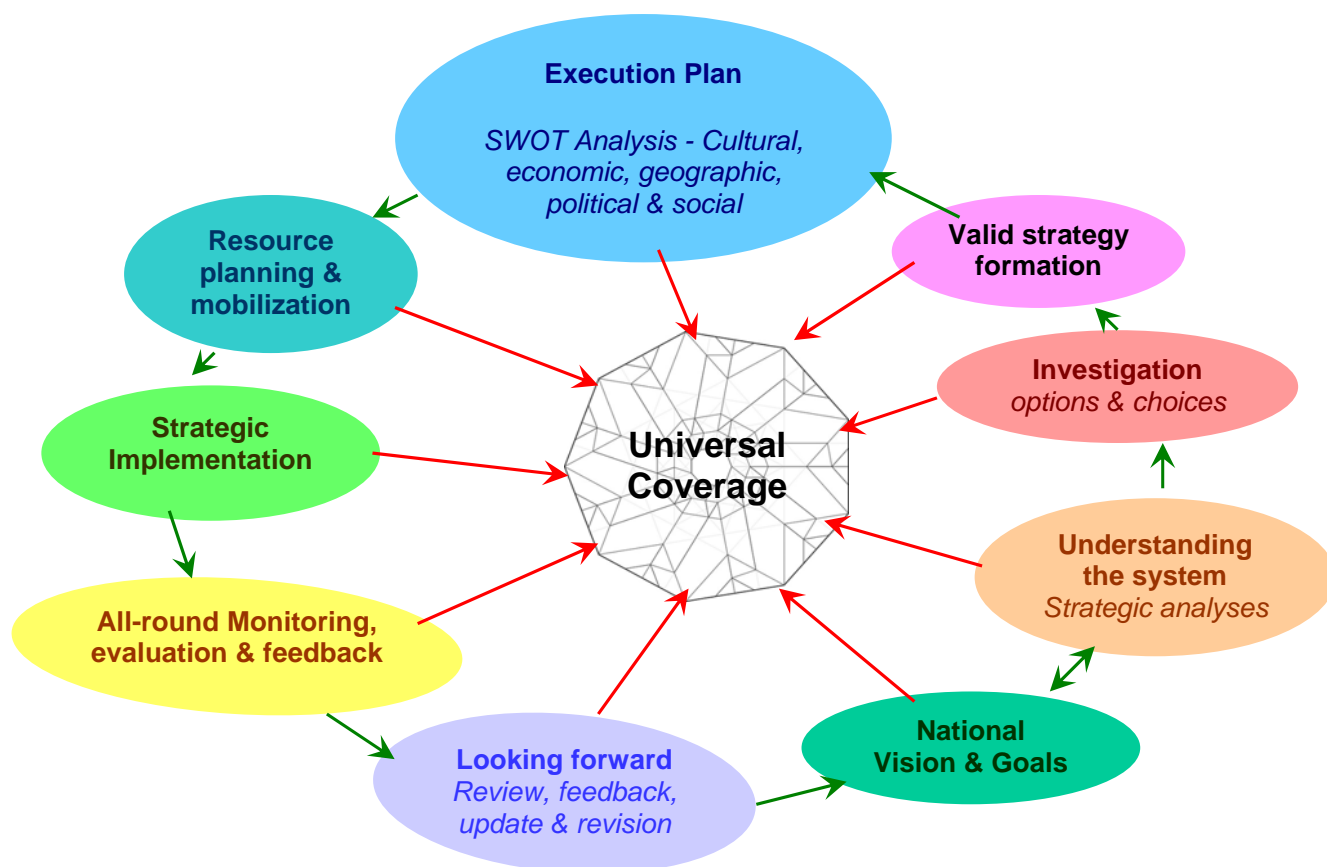 Execution Plan
SWOT Analysis - Cultural,
economic, geographic,
political & social
Resource
planning &
mobilization
Valid strategy
formation
Investigation
options & choices
Strategic
Implementation
Universal
Coverage
Understanding
the system
Strategic analyses
All-round Monitoring,
evaluation & feedback
Looking forward
Review, feedback,
update & revision
National
Vision & Goals